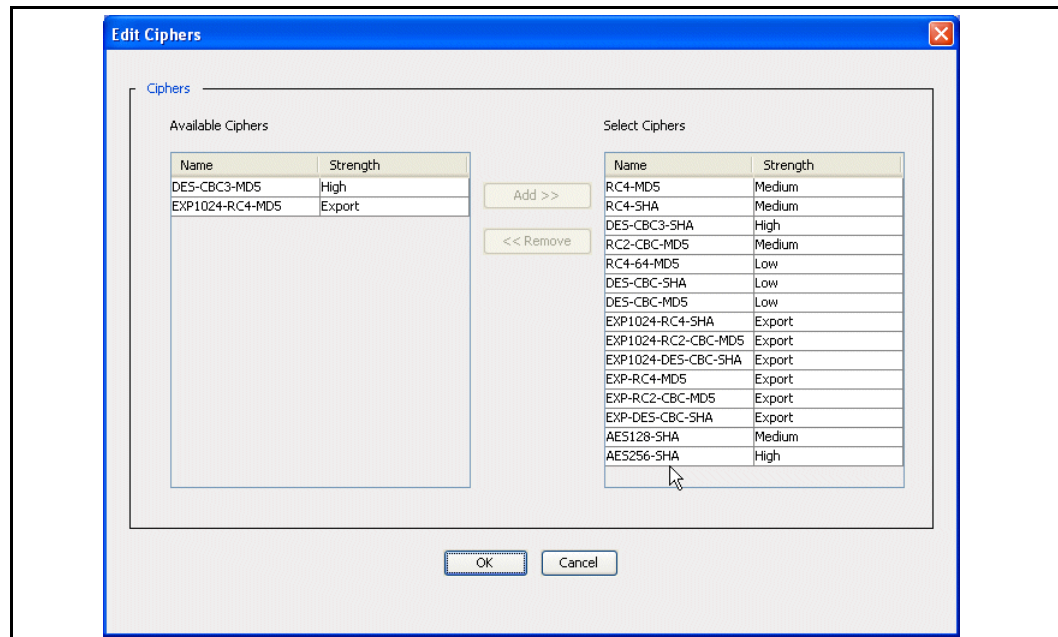 Edit Ciphers
Ciphers
Available Ciphers
Name Strength
DES-CBC3-MD5 High
EXP1024-RC4-MD5 Export
Add >>
<< Remove
Select Ciphers
Name Strength
RC4-MD5 Medium
RC4-SHA Medium
DES-CBC3-SHA High
RC2-CBC-MD5 Medium
RC4-64-MD5 Low
DES-CBC-SHA Low
DES-CBC-MD5 Low
EXP1024-RC4-SHA Export
EXP1024-RC2-CBC-MD5 Export
EXP1024-DES-CBC-SHA Export
EXP-RC4-MD5 Export
EXP-RC2-CBC-MD5 Export
EXP-DES-CBC-SHA Export
AES128-SHA Medium
AES256-SHA High
OK Cancel